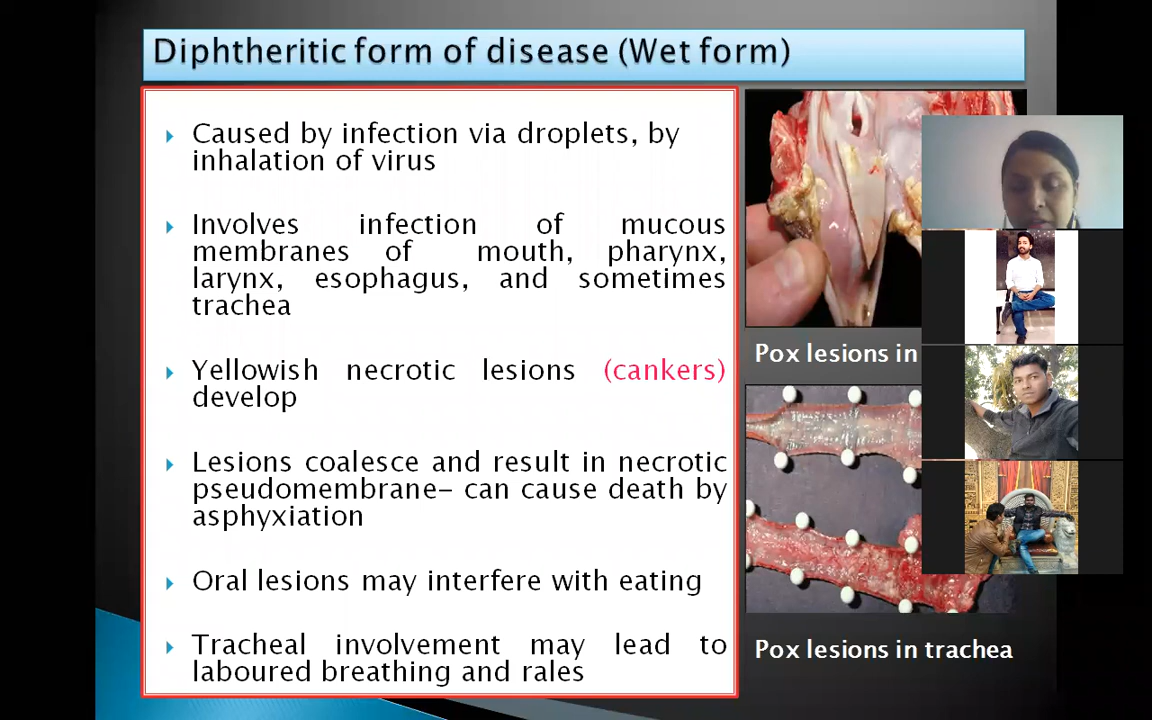 Diphtheritic form of disease (Wet form)
Caused by infection via droplets, by
inhalation of virus
Involves infection of mucous
membranes of mouth, pharynx,
larynx, esophagus, and sometimes
trachea
Yellowish necrotic lesions (cankers)
develop
Lesions coalesce and result in necrotic
pseudomembrane- can cause death by
asphyxiation
Oral lesions may interfere with eating
Tracheal involvement may lead to
laboured breathing and rales
Pox lesions in
Pox lesions in trachea